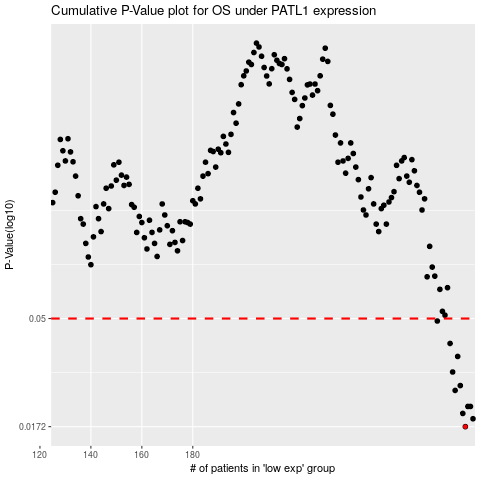 Cumulative P-Value plot for OS under PATL1 expression
P-Value(log10)
0.05
0.0172
120 140 160 180
# of patients in 'low exp' group